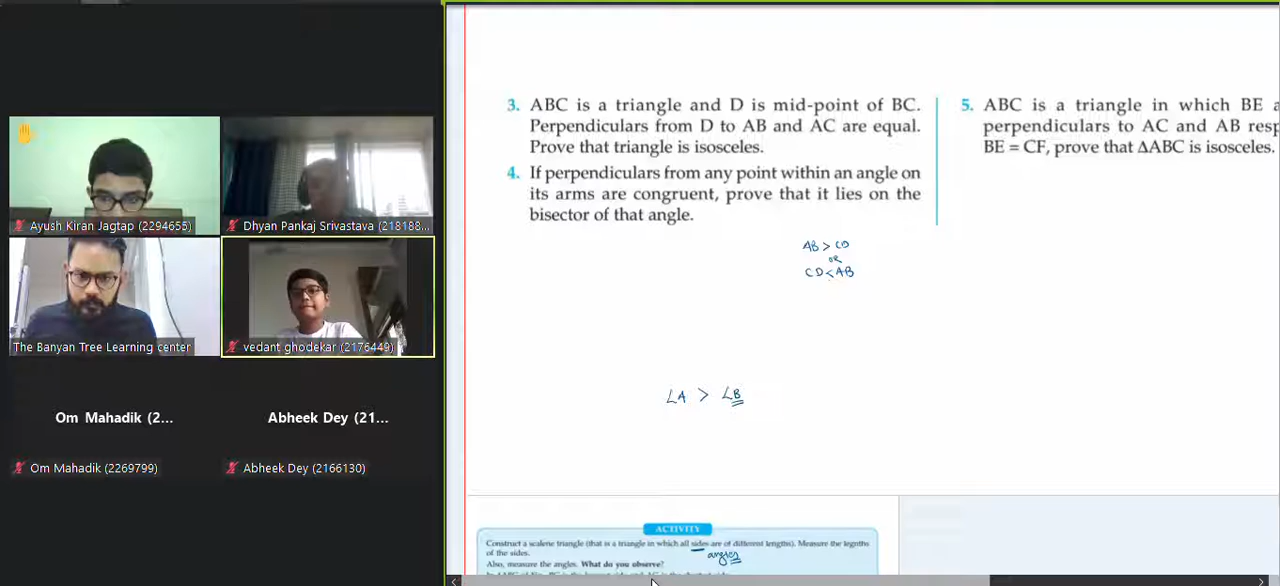 Ayush Kiran Jagtap (2294655)
Dhyan Pankaj Srivastava (218188...
The Banyan Tree Learning center
vedant ghodekar (2176449)
Om Mahadik (2...
Abheek Dey (21...
Om Mahadik (2269799)
Abheek Dey (2166130)
3. ABC is a triangle and D is mid-point of BC.
Perpendiculars from D to AB and AC are equal.
Prove that triangle is isosceles.
4. If perpendiculars from any point within an angle on
its arms are congruent, prove that it lies on the
bisector of that angle.
5. ABC is a triangle in which BE a
perpendiculars to AC and AB resp
BE = CF, prove that ΔABC is isosceles.
AB > CD
OR
CD < AB
∠A > ∠B
ACTIVITY
Construct a scalene triangle (that is a triangle in which all sides are of different lengths). Measure the legnths
of the sides.
angles
Also, measure the angles. What do you observe?